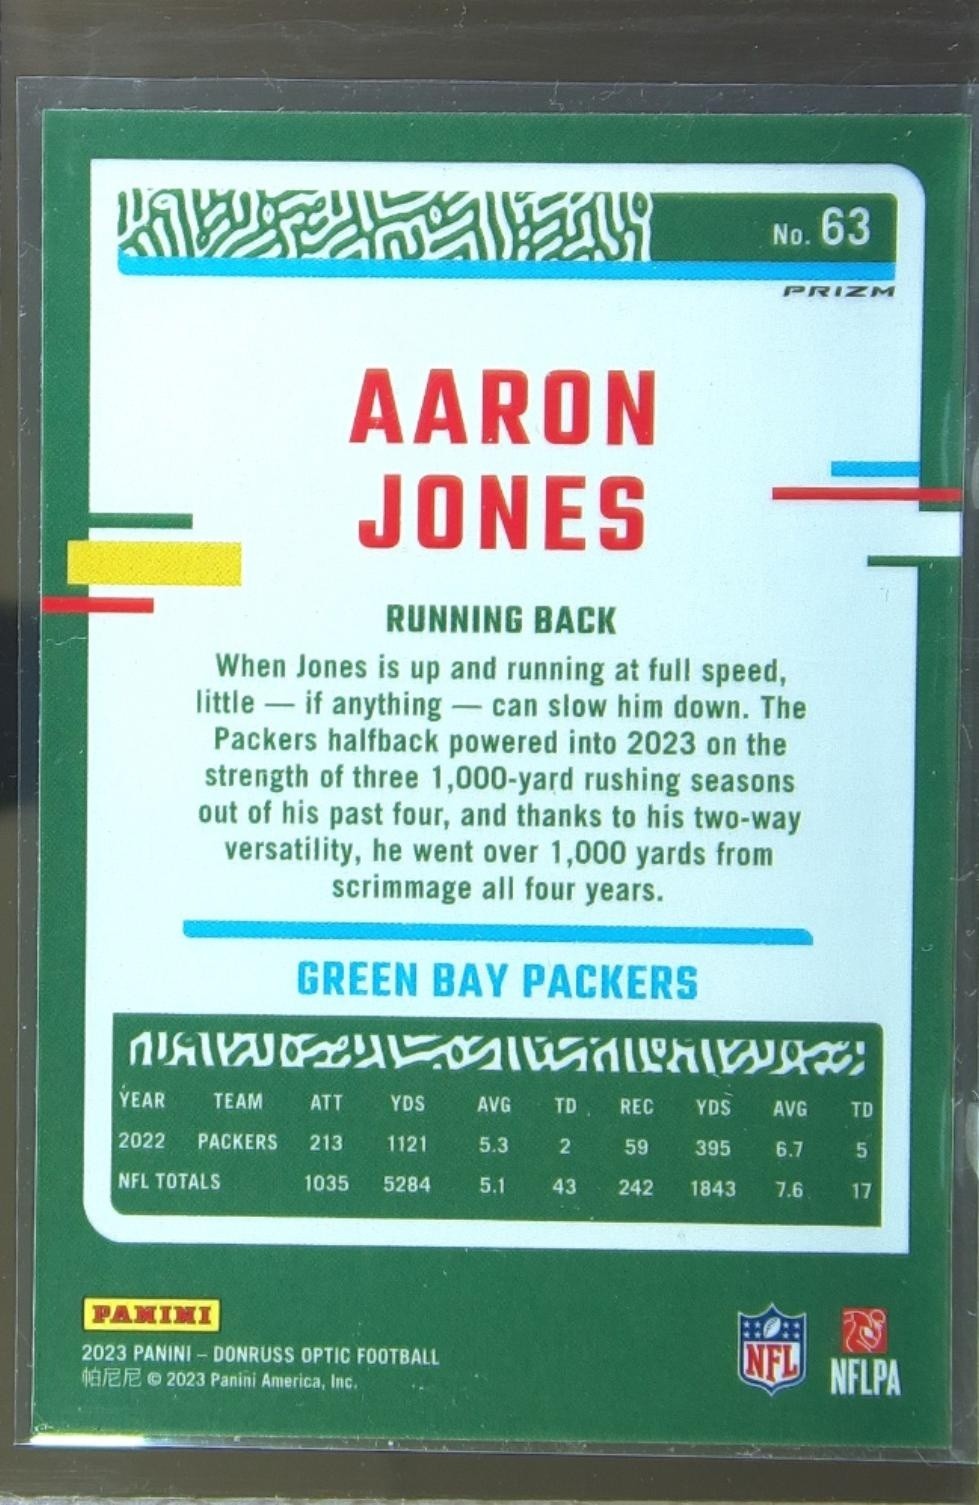 No. 63
PRIZM
AARON
JONES
RUNNING BACK
When Jones is up and running at full speed,
little — if anything — can slow him down. The
Packers halfback powered into 2023 on the
strength of three 1,000-yard rushing seasons
out of his past four, and thanks to his two-way
versatility, he went over 1,000 yards from
scrimmage all four years.
GREEN BAY PACKERS
YEAR TEAM ATT YDS AVG TD REC YDS AVG TD
2022 PACKERS 213 1121 5.3 2 59 395 6.7 5
NFL TOTALS 1035 5284 5.1 43 242 1843 7.6 17
PANINI
2023 PANINI – DONRUSS OPTIC FOOTBALL
帕尼尼 © 2023 Panini America, Inc.
NFL
NFLPA